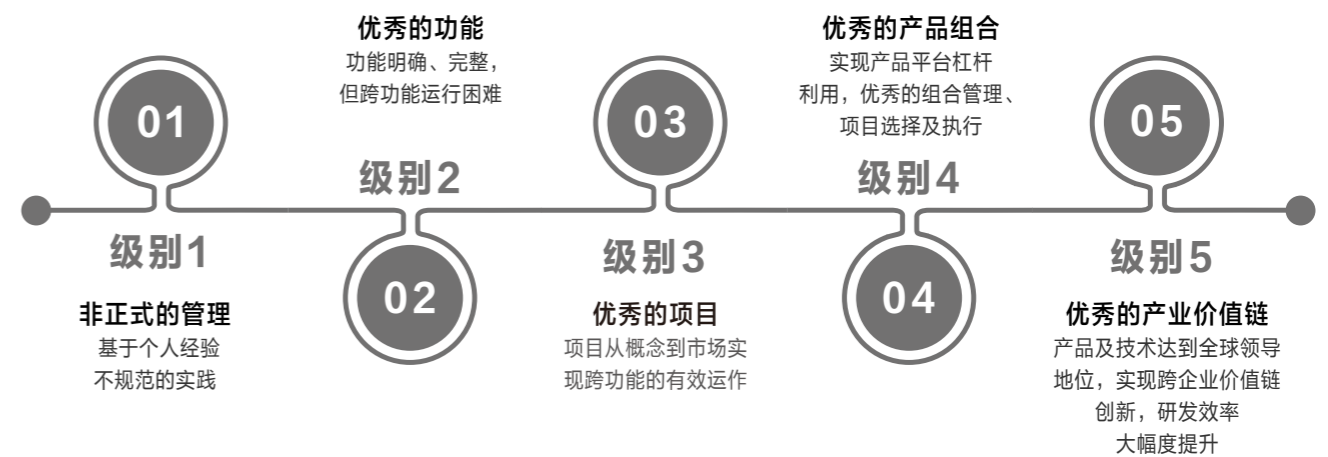 01
级别1
非正式的管理
基于个人经验
不规范的实践
优秀的功能
功能明确、完整，
但跨功能运行困难
级别2
02
03
级别3
优秀的项目
项目从概念到市场实
现跨功能的有效运作
优秀的产品组合
实现产品平台杠杆
利用，优秀的组合管理、
项目选择及执行
级别4
04
05
级别5
优秀的产业价值链
产品及技术达到全球领导
地位，实现跨企业价值链
创新，研发效率
大幅度提升